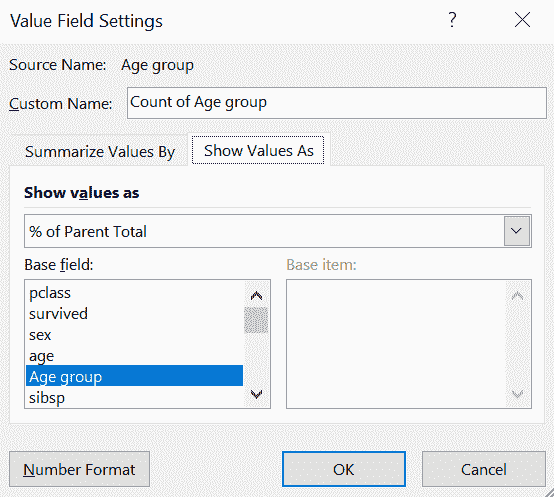 Value Field Settings ?
Source Name: Age group
Custom Name: Count of Age group
Summarize Values By Show Values As
Show values as
% of Parent Total
Base field: Base item:
pclass
survived
sex
age
Age group
sibsp
Number Format OK Cancel